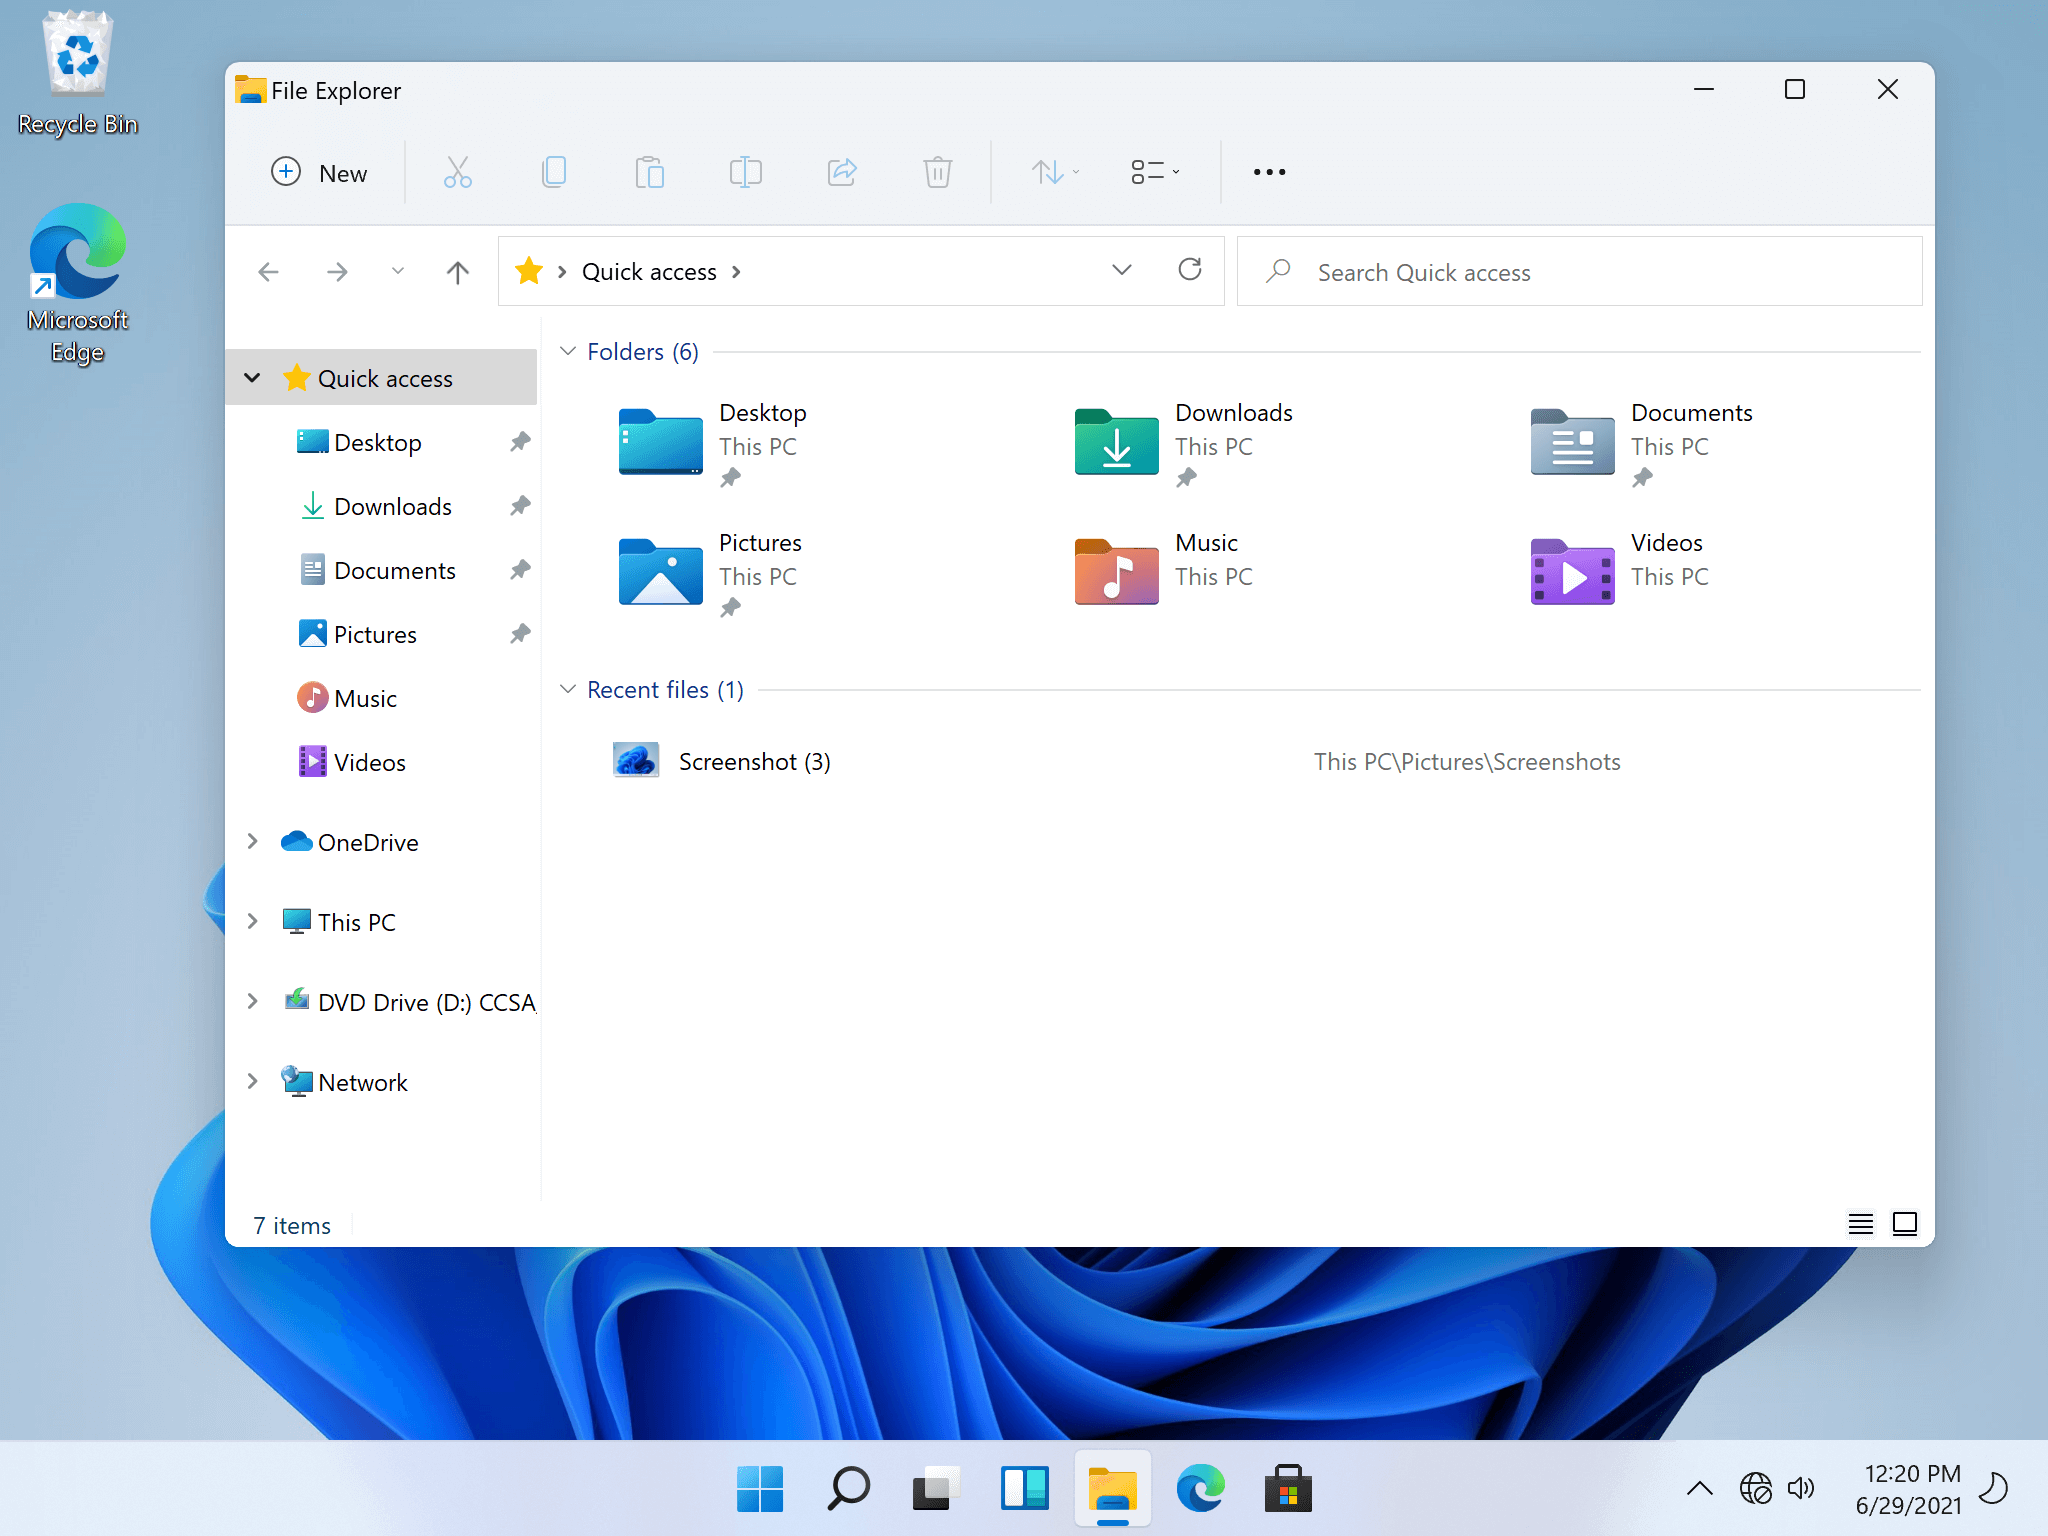 Recycle Bin
Microsoft
Edge
File Explorer
New
Quick access
Search Quick access
Quick access
Desktop
Downloads
Documents
Pictures
Music
Videos
OneDrive
This PC
DVD Drive (D:) CCSA
Network
Folders (6)
Desktop
This PC
Downloads
This PC
Documents
This PC
Pictures
This PC
Music
This PC
Videos
This PC
Recent files (1)
Screenshot (3)
This PC\Pictures\Screenshots
7 items
12:20 PM
6/29/2021